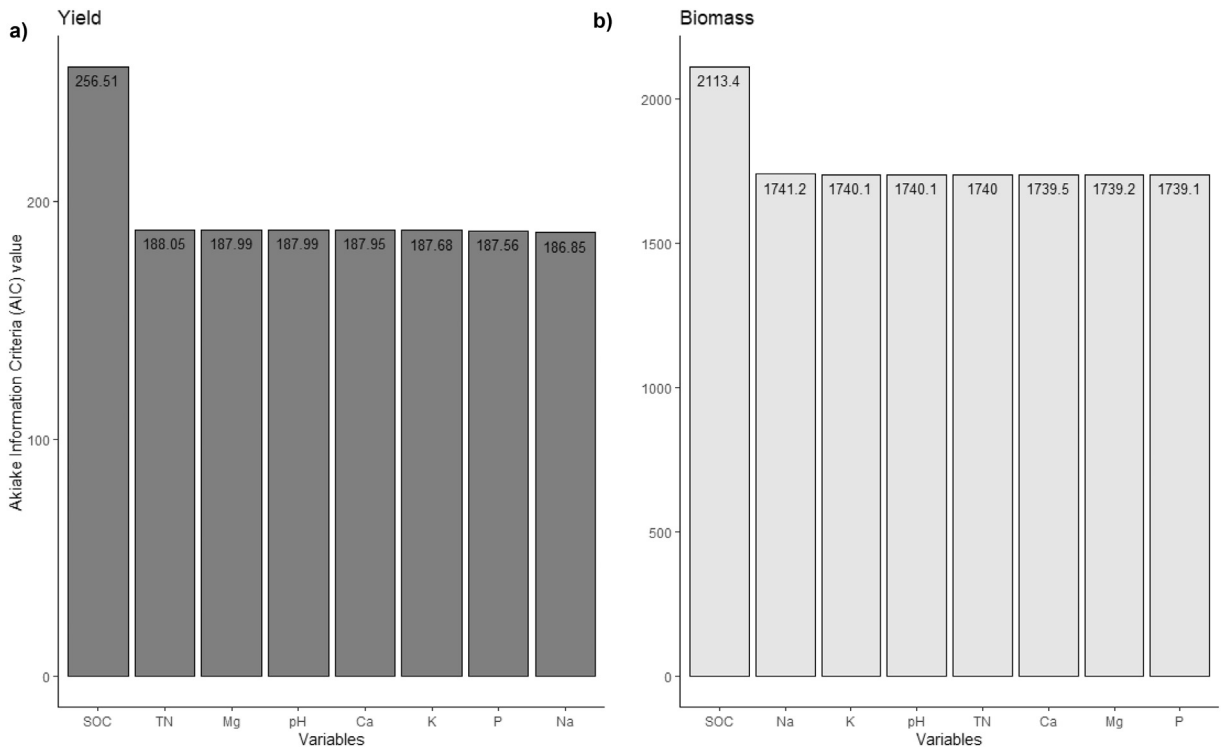 a)
Yield
Akiake Information Criteria (AIC) value
200
100
0
256.51
188.05
187.99
187.99
187.95
187.68
187.56
186.85
SOC TN Mg pH Ca K P Na
Variables
b)
Biomass
2000
1500
1000
500
0
2113.4
1741.2
1740.1
1740.1
1740
1739.5
1739.2
1739.1
SOC Na K pH TN Ca Mg P
Variables